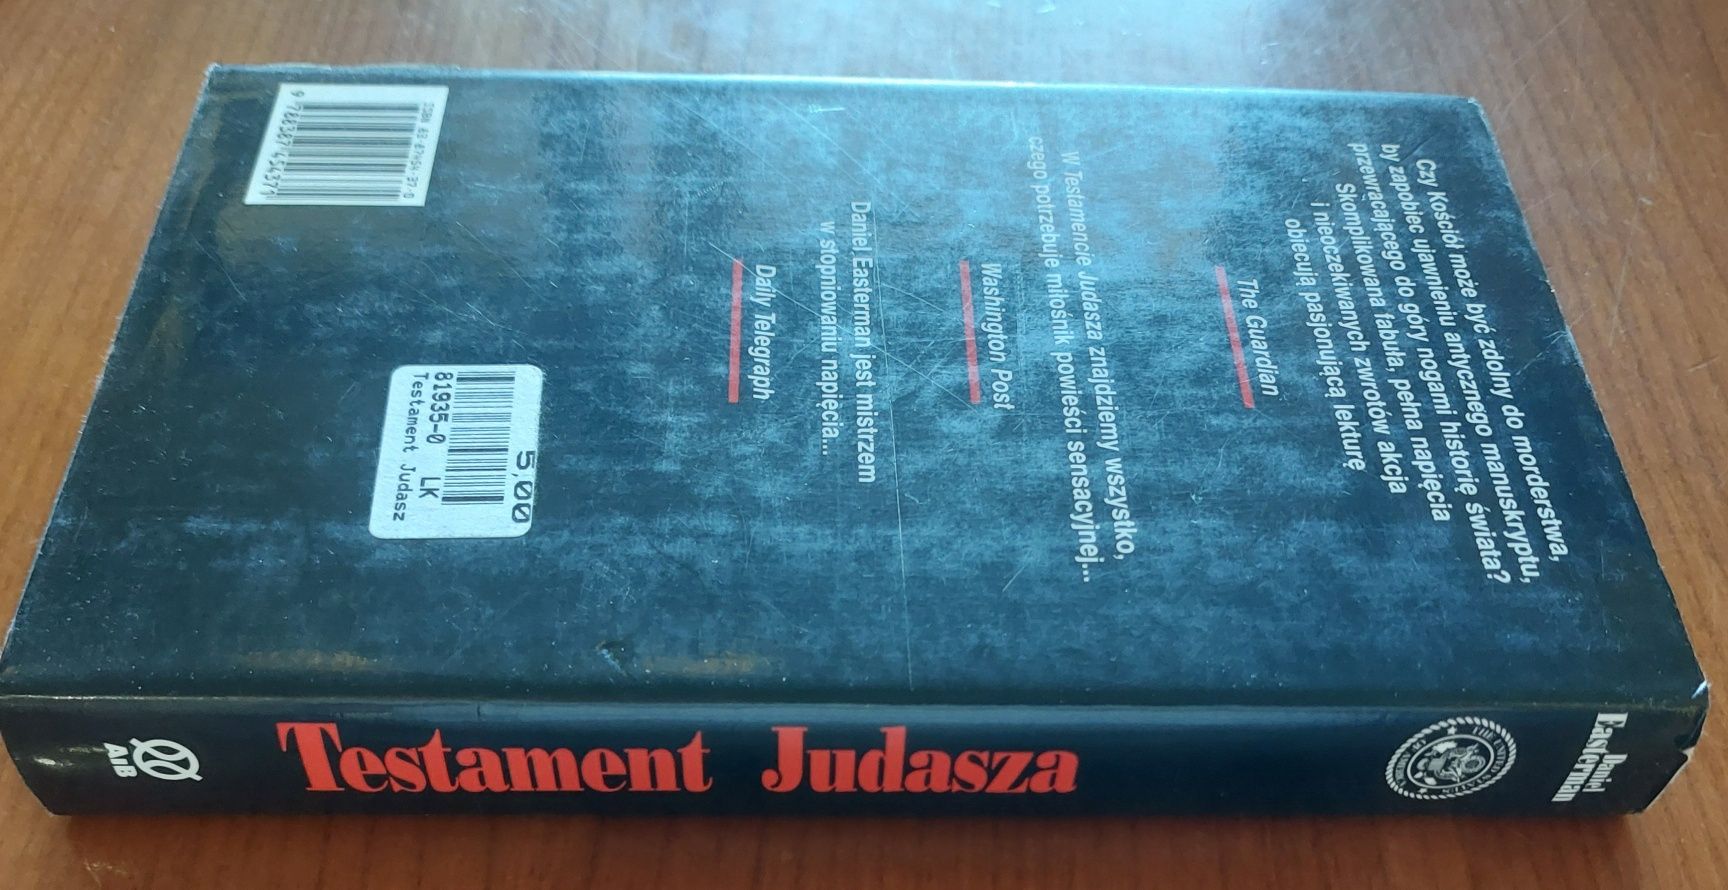 Czy Kościół może być zdolny do morderstwa,
by zapobiec ujawnieniu antycznego manuskryptu,
przewracającego do góry nogami historię świata?
Skomplikowana fabuła, pełna napięcia
i nieoczekiwanych zwrotów akcja
obiecują pasjonującą lekturę
The Guardian
W Testamencie Judasza znajdziemy wszystko,
czego potrzebuje miłośnik powieści sensacyjnej...
Washington Post
Daniel Easterman jest mistrzem
w stopniowaniu napięcia...
Daily Telegraph
5,00
81935-0 LK
Testament Judasz
Daniel
Easterman
Testament Judasza